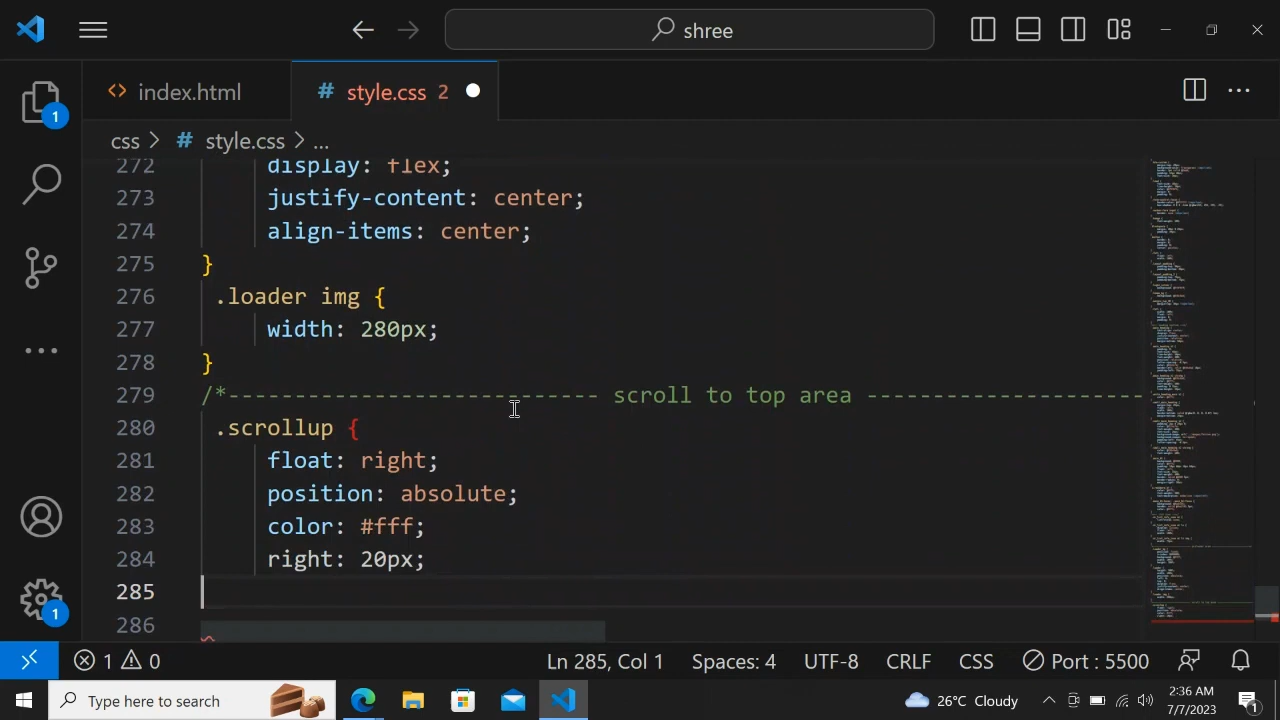 shree
index.html
# style.css 2
css > # style.css > ...
272 display: flex;
273 justify-content: center;
274 align-items: center;
275 }
276 .loader img {
277 width: 280px;
278 }
279 /*---------------------------- scroll to top area ---------------------
280 .scrollup {
281 float: right;
282 position: absolute;
283 color: #fff;
284 right: 20px;
285
286
1
1
1 0
Ln 285, Col 1
Spaces: 4
UTF-8
CRLF
CSS
Port : 5500
Type here to search
26°C Cloudy
2:36 AM
7/7/2023
1